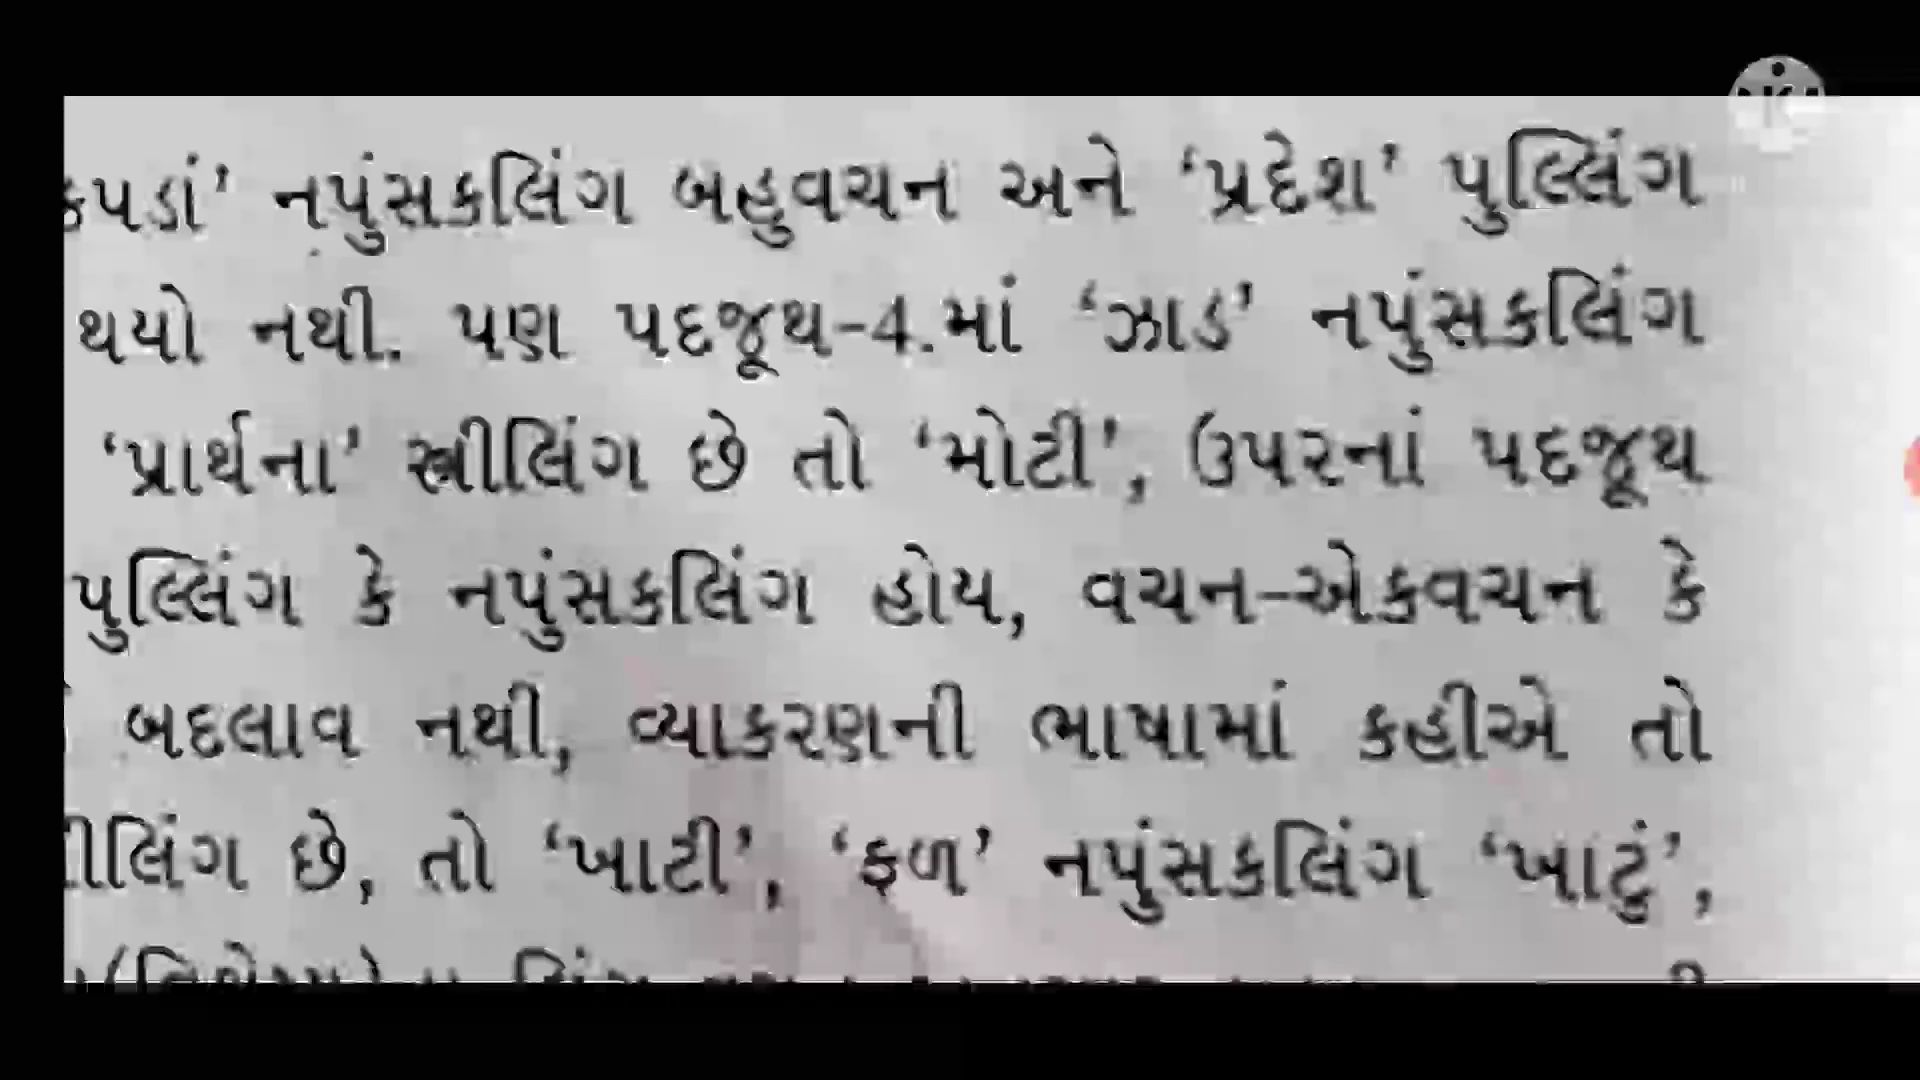 કપડાં’ નપુંસકલિંગ બહુવચન અને ‘પ્રદેશ’ પુલ્લિંગ
થયો નથી. પણ પદજૂથ-4.માં ‘ઝાડ’ નપુંસકલિંગ
‘પ્રાર્થના’ સ્ત્રીલિંગ છે તો ‘મોટી’, ઉપરનાં પદજૂથ
પુલ્લિંગ કે નપુંસકલિંગ હોય, વચન-એકવચન કે
બદલાવ નથી, વ્યાકરણની ભાષામાં કહીએ તો
છે, તો ‘ખાટી’, ‘ફળ’ નપુંસકલિંગ ‘ખાટું’,